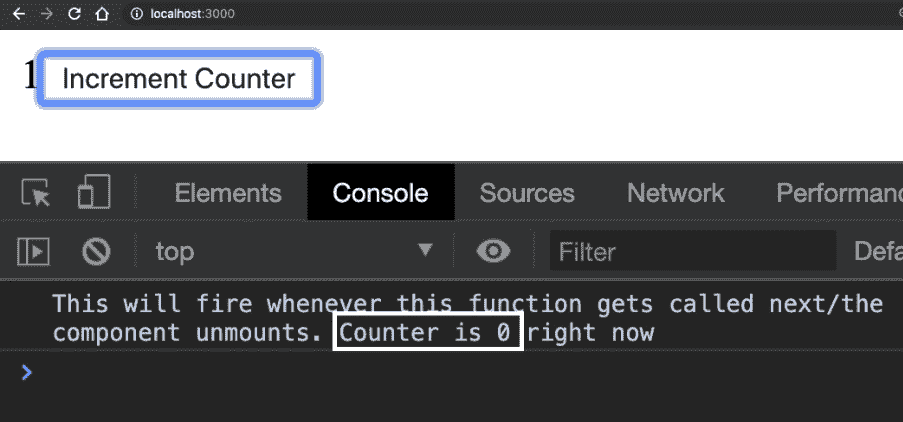 localhost:3000
1 Increment Counter
Elements Console Sources Network Performanc
top Filter Defa
This will fire whenever this function gets called next/the
component unmounts. Counter is 0 right now